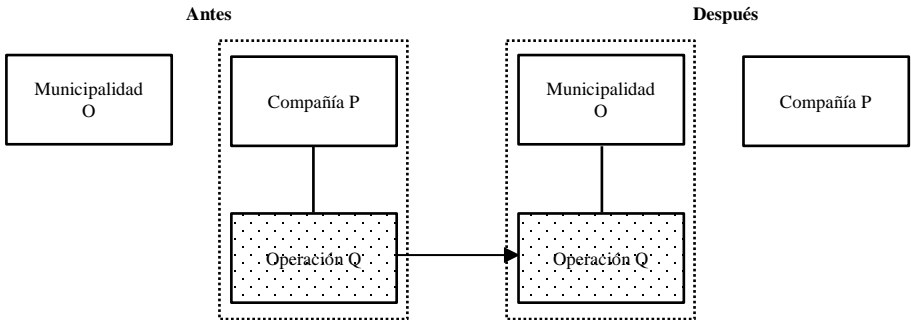 Antes
Después
Municipalidad
O
Compañía P
Municipalidad
O
Compañía P
Operación Q
Operación Q